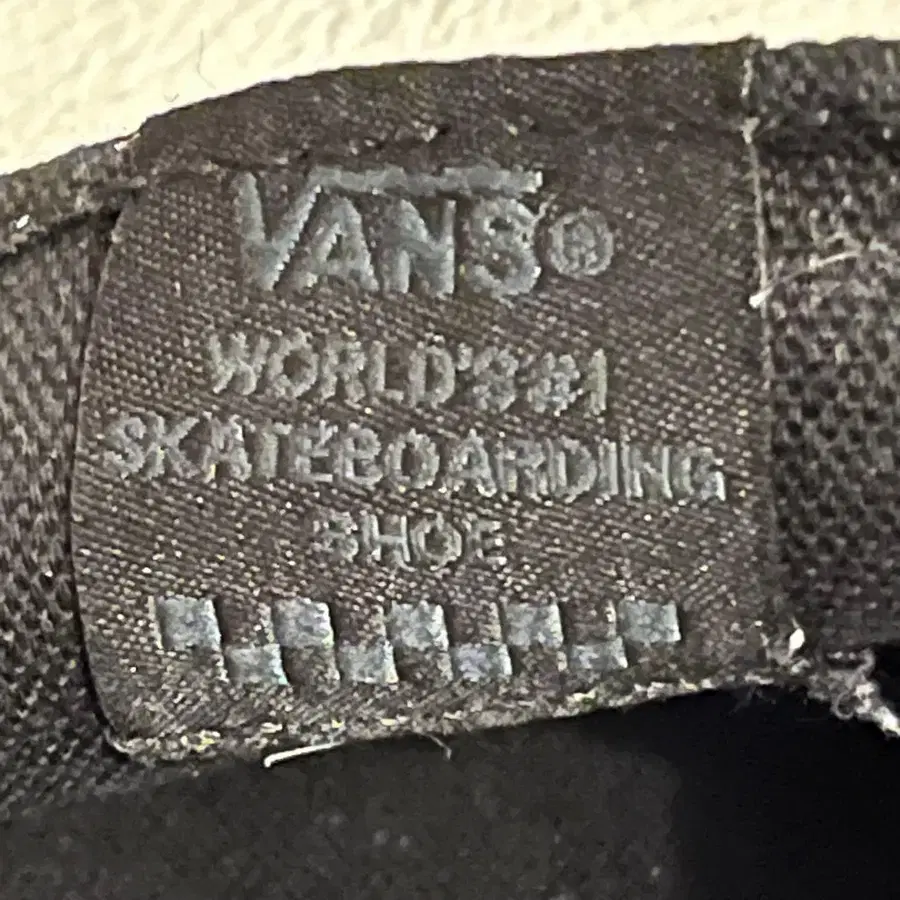 VANS®
WORLD'S #1
SKATEBOARDING
SHOE